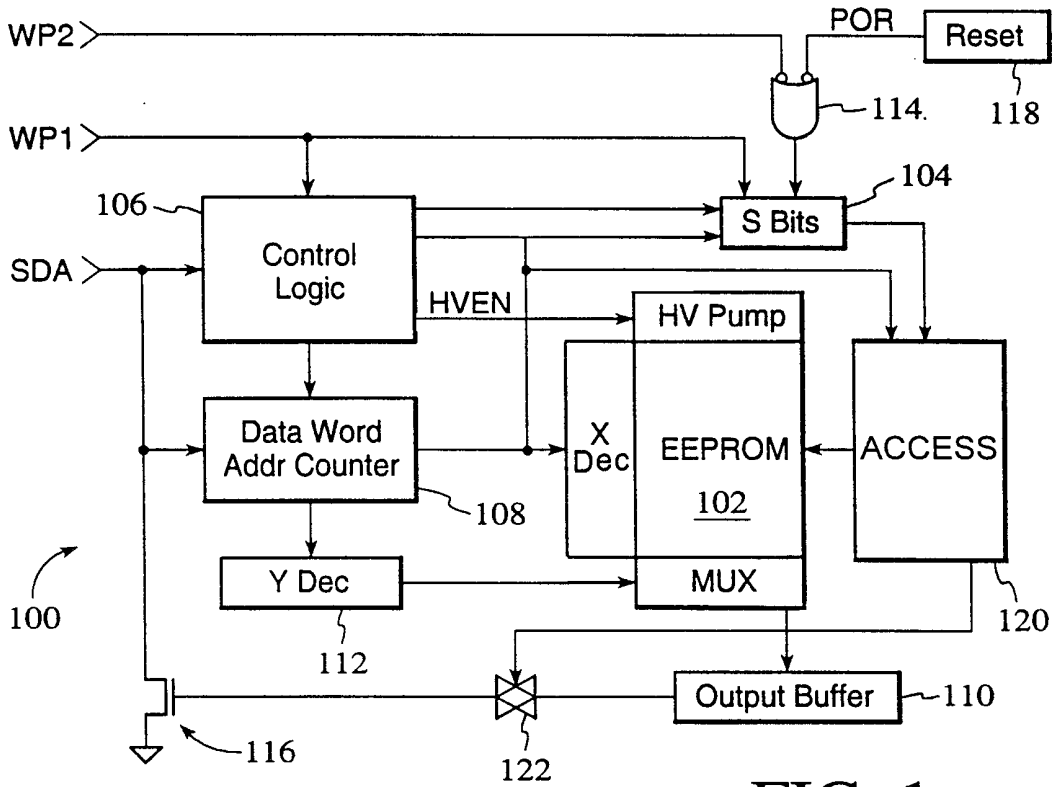 WP2
POR
Reset
114.
118
WP1
104
106
S Bits
SDA
Control
Logic
HVEN
HV Pump
Data Word
Addr Counter
X
Dec
EEPROM
102
ACCESS
108
Y Dec
MUX
100
112
120
Output Buffer
110
116
122
FIG. 1